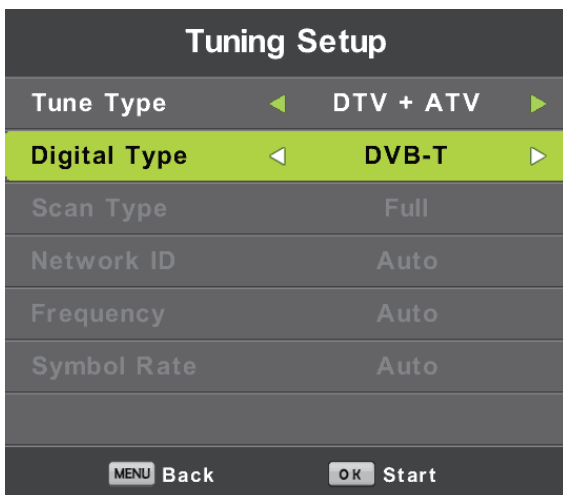 Tuning Setup
Tune Type DTV + ATV
Digital Type DVB-T
Scan Type Full
Network ID Auto
Frequency Auto
Symbol Rate Auto
MENU Back OK Start